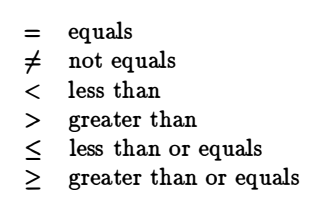 = equals
≠ not equals
< less than
> greater than
≤ less than or equals
≥ greater than or equals